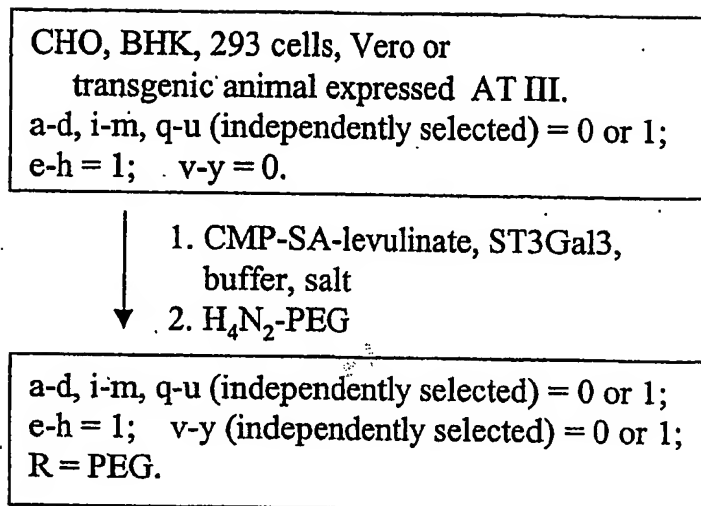 CHO, BHK, 293 cells, Vero or
transgenic animal expressed AT III.
a-d, i-m, q-u (independently selected) = 0 or 1;
e-h = 1; v-y = 0.
1. CMP-SA-levulinate, ST3Gal3,
buffer, salt
2. H₄N₂-PEG
a-d, i-m, q-u (independently selected) = 0 or 1;
e-h = 1; v-y (independently selected) = 0 or 1;
R = PEG.